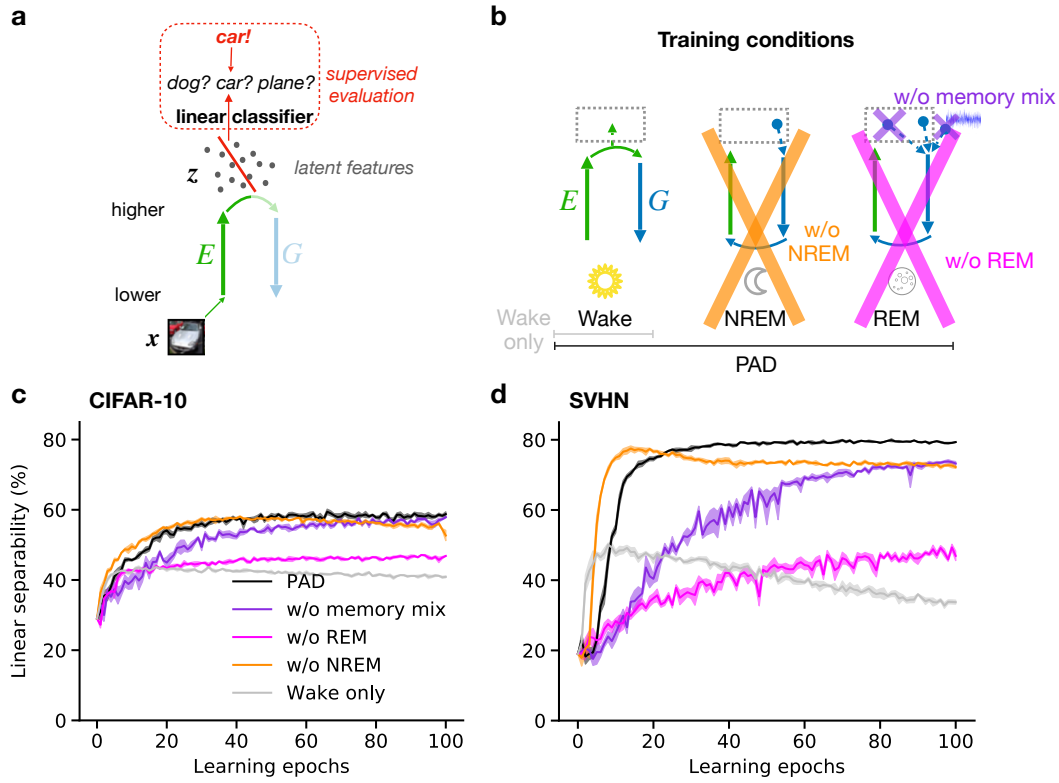 a
car!
dog? car? plane?
supervised
evaluation
linear classifier
z
latent features
higher
E
G
lower
x
b
Training conditions
w/o memory mix
E
G
w/o
NREM
w/o REM
Wake
only
Wake
NREM
REM
PAD
c
CIFAR-10
Linear separability (%)
80
60
40
20
0
0
20
40
60
80
100
Learning epochs
PAD
w/o memory mix
w/o REM
w/o NREM
Wake only
d
SVHN
80
60
40
20
0
0
20
40
60
80
100
Learning epochs